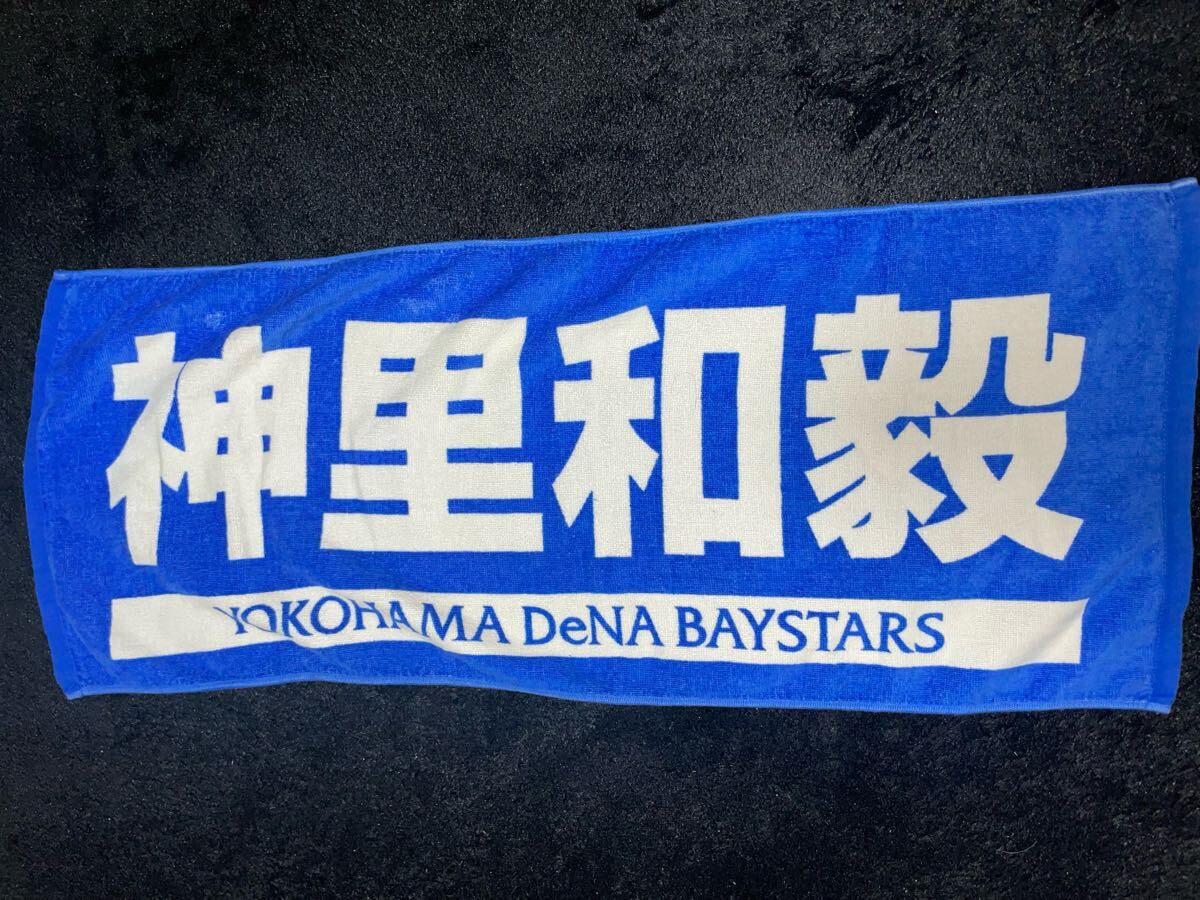 神里和毅
YOKOHAMA DeNA BAYSTARS